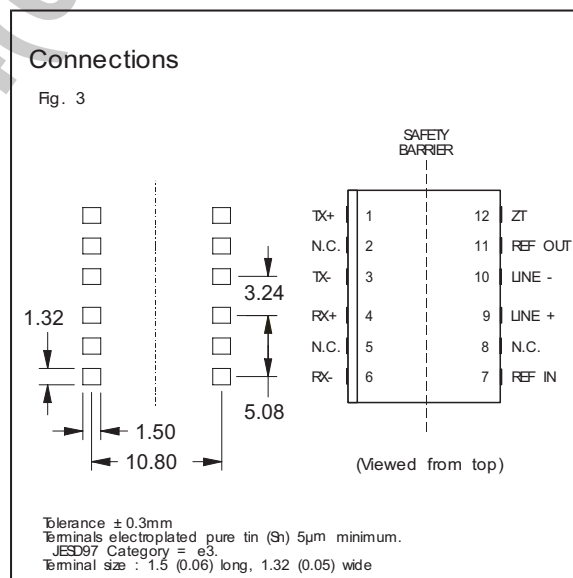 Connections
Fig. 3
SAFETY
BARRIER
TX+ 1 12 ZT
N.C. 2 11 REF OUT
TX- 3 10 LINE -
RX+ 4 9 LINE +
N.C. 5 8 N.C.
RX- 6 7 REF IN
3.24
1.32
5.08
1.50
10.80
(Viewed from top)
Tolerance ± 0.3mm
Terminals electroplated pure tin (Sn) 5µm minimum.
JESD97 Category = e3.
Terminal size : 1.5 (0.06) long, 1.32 (0.05) wide